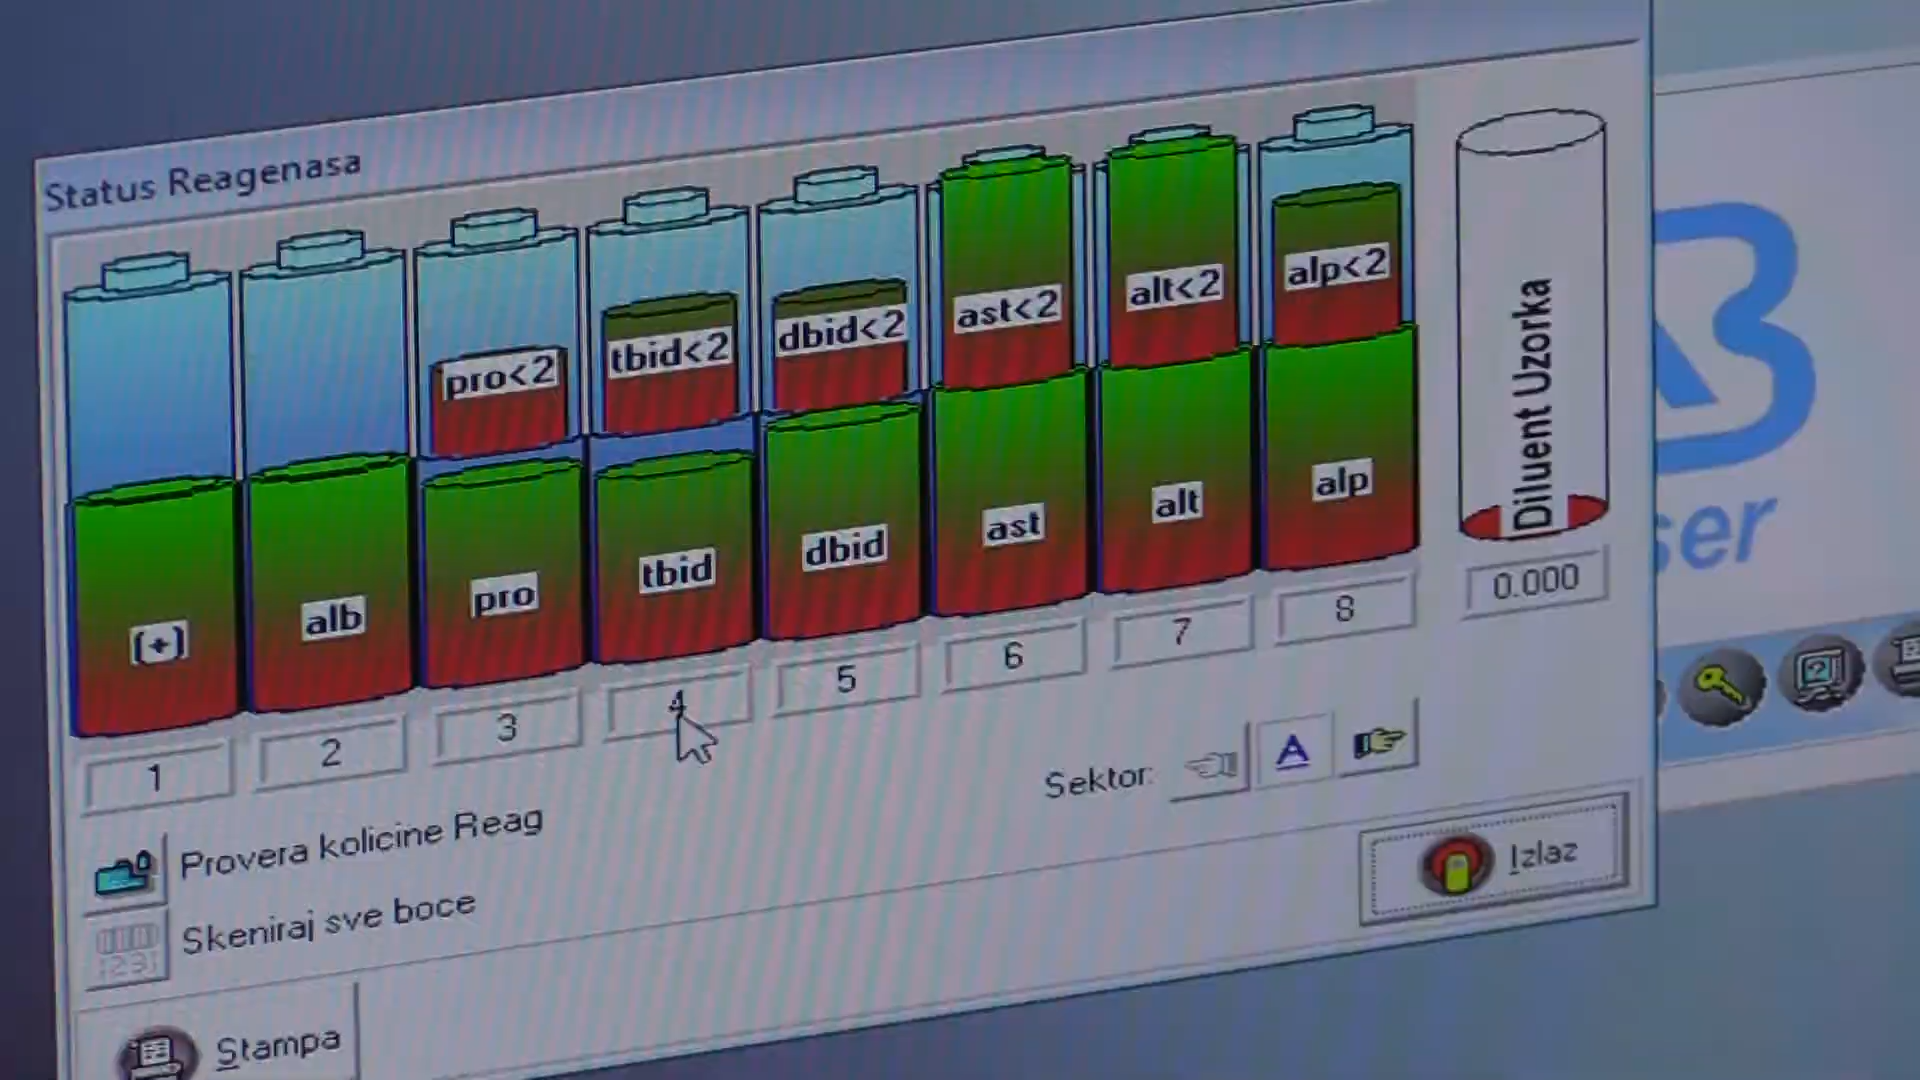 Status Reagenasa
pro<2
tbid<2
dbid<2
ast<2
alt<2
alp<2
(+)
alb
pro
tbid
dbid
ast
alt
alp
Diluent Uzorka
1
2
3
4
5
6
7
8
0.000
Sektor:
A
Provera kolicine Reag
Skeniraj sve boce
Izlaz
Stampa
ser